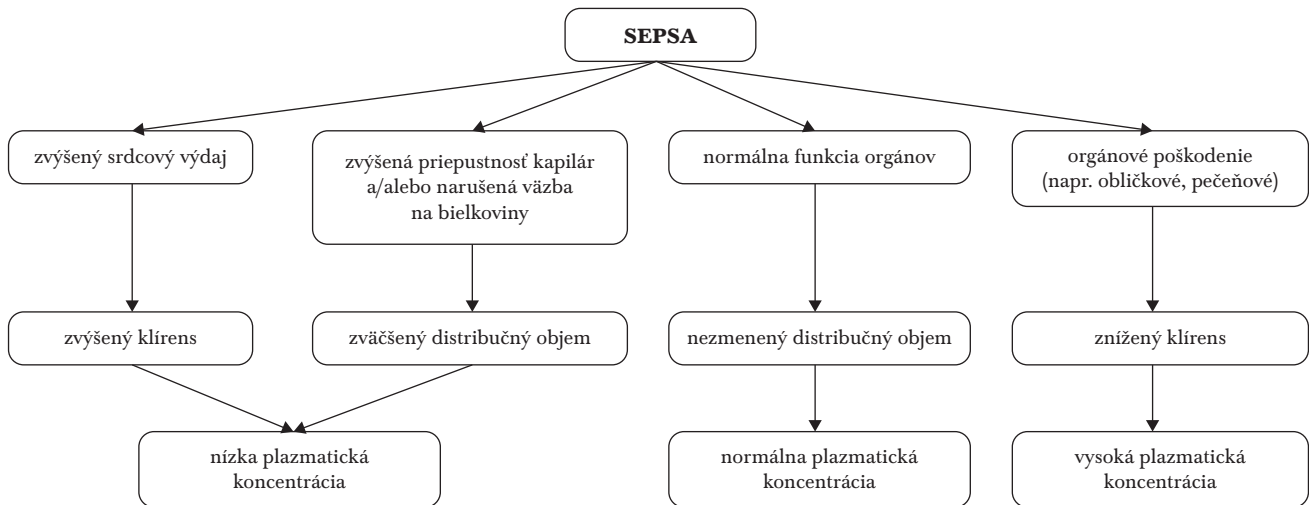 SEPSA
zvýšený srdcový výdaj
zvýšená priepustnosť kapilár
a/alebo narušená väzba
na bielkoviny
normálna funkcia orgánov
orgánové poškodenie
(napr. obličkové, pečeňové)
zvýšený klírens
zväčšený distribučný objem
nezmenený distribučný objem
znížený klírens
nízka plazmatická
koncentrácia
normálna plazmatická
koncentrácia
vysoká plazmatická
koncentrácia